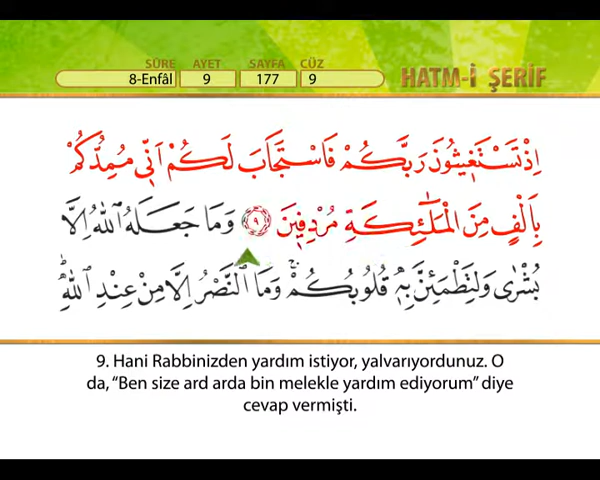 SÛRE AYET SAYFA CÜZ
8-Enfâl 9 177 9
HATM-İ ŞERİF
اِذْ تَسْتَغ۪يثُونَ رَبَّكُمْ فَاسْتَجَابَ لَكُمْ اَنّ۪ي مُمِدُّكُمْ
بِاَلْفٍ مِنَ الْمَلٰٓئِكَةِ مُرْدِف۪ينَ ﴿٩﴾ وَمَا جَعَلَهُ اللّٰهُ اِلَّا
بُشْرٰى وَلِتَطْمَئِنَّ بِه۪ قُلُوبُكُمْۚ وَمَا النَّصْرُ اِلَّا مِنْ عِنْدِ اللّٰهِۜ
9. Hani Rabbinizden yardım istiyor, yalvarıyordunuz. O
da, “Ben size ard arda bin melekle yardım ediyorum” diye
cevap vermişti.